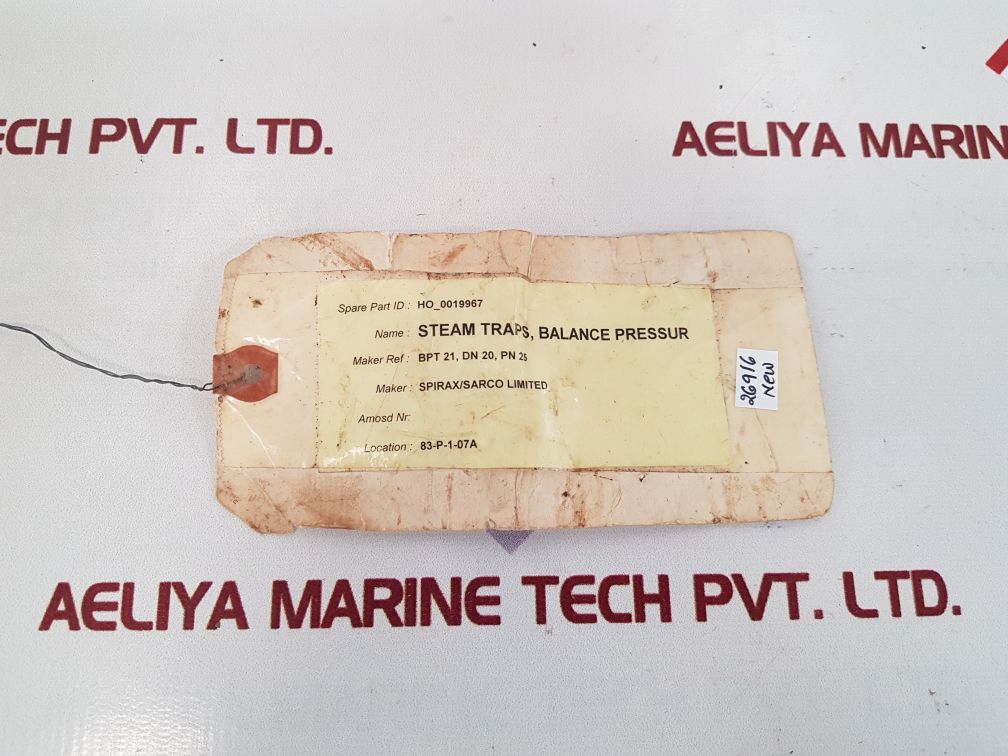 ECH PVT. LTD.
AELIYA MARIN
Spare Part ID : HO_0019967
Name : STEAM TRAPS, BALANCE PRESSUR
Maker Ref : BPT 21, DN 20, PN 25
Maker : SPIRAX/SARCO LIMITED
Amosd Nr:
Location : 83-P-1-07A
26916
NEW
AELIYA MARINE TECH PVT. LTD.